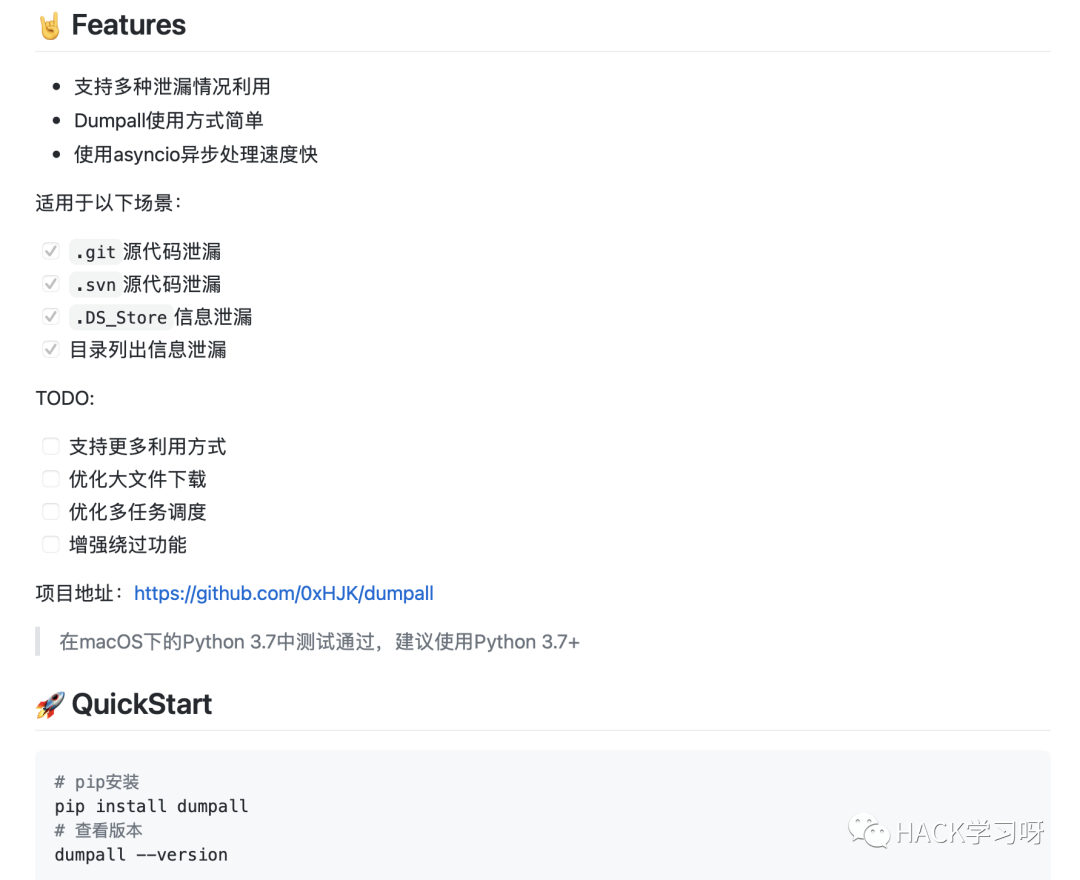 🤘 Features
支持多种泄漏情况利用
Dumpall使用方式简单
使用asyncio异步处理速度快
适用于以下场景：
.git 源代码泄漏
.svn 源代码泄漏
.DS_Store 信息泄漏
目录列出信息泄漏
TODO:
支持更多利用方式
优化大文件下载
优化多任务调度
增强绕过功能
项目地址：https://github.com/0xHJK/dumpall
在macOS下的Python 3.7中测试通过，建议使用Python 3.7+
🚀 QuickStart
# pip安装
pip install dumpall
# 查看版本
dumpall --version
HACK学习呀